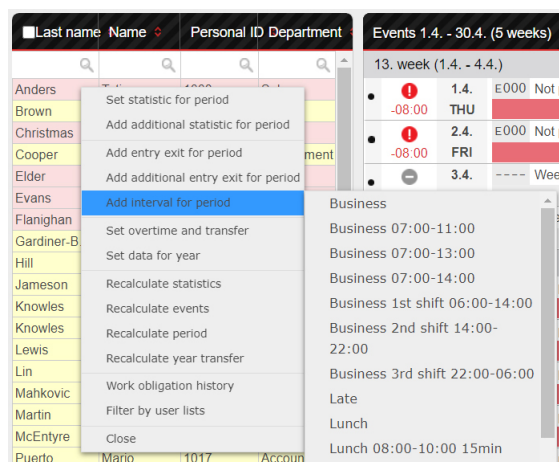 Last name Name Personal ID Department
Events 1.4. - 30.4. (5 weeks)
13. week (1.4. - 4.4.)
Anders
Brown
Christmas
Cooper
Elder
Evans
Flanighan
Gardiner-B
Hill
Jameson
Knowles
Knowles
Lewis
Lin
Mahkovic
Martin
McEntyre
Puerto Mario 1017 Accoun
ment
Set statistic for period
Add additional statistic for period
Add entry exit for period
Add additional entry exit for period
Add interval for period
Set overtime and transfer
Set data for year
Recalculate statistics
Recalculate events
Recalculate period
Recalculate year transfer
Work obligation history
Filter by user lists
Close
1.4. E000 Not
-08:00 THU
2.4. E000 Not
-08:00 FRI
3.4. ---- Wee
Business
Business 07:00-11:00
Business 07:00-13:00
Business 07:00-14:00
Business 1st shift 06:00-14:00
Business 2nd shift 14:00-
22:00
Business 3rd shift 22:00-06:00
Late
Lunch
Lunch 08:00-10:00 15min